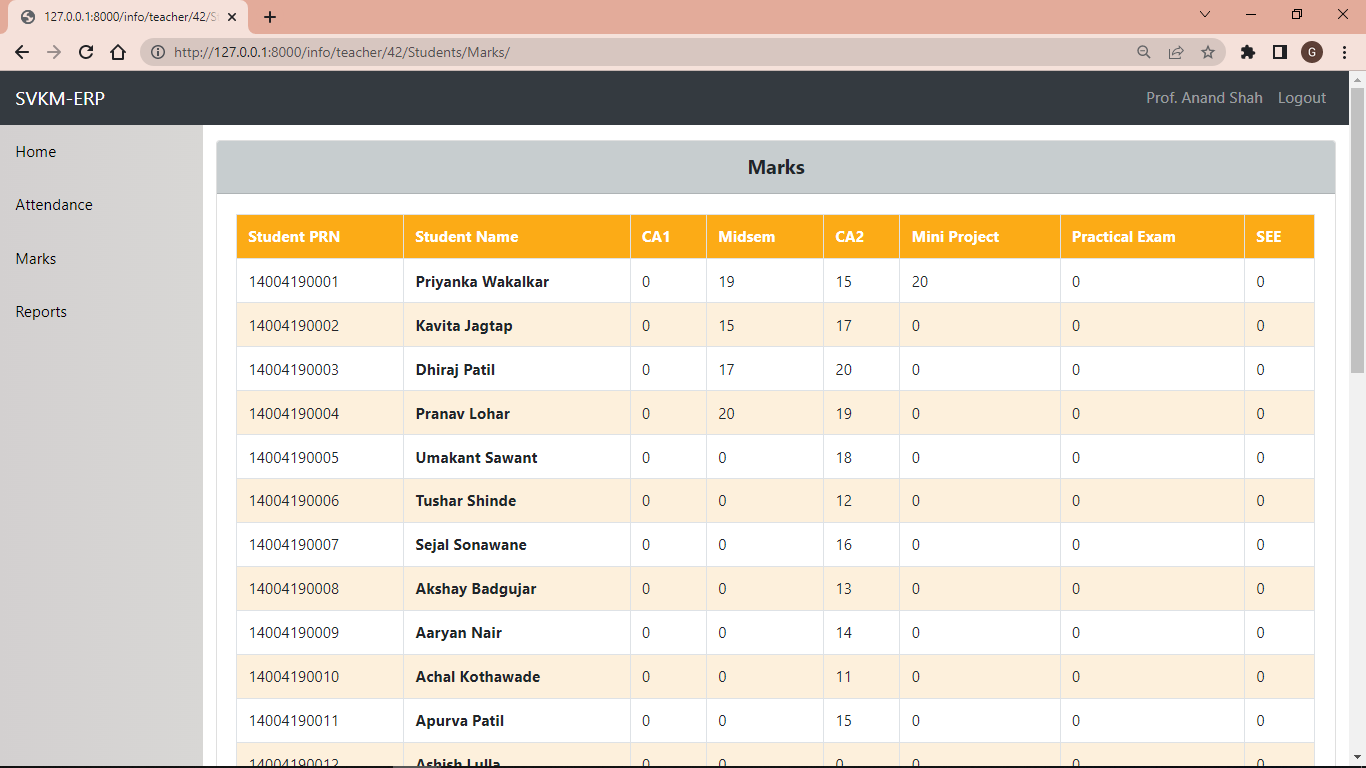 127.0.0.1:8000/info/teacher/42/S
http://127.0.0.1:8000/info/teacher/42/Students/Marks/
G
SVKM-ERP
Prof. Anand Shah Logout
Home
Attendance
Marks
Reports
Marks
Student PRN Student Name CA1 Midsem CA2 Mini Project Practical Exam SEE
14004190001 Priyanka Wakalkar 0 19 15 20 0 0
14004190002 Kavita Jagtap 0 15 17 0 0 0
14004190003 Dhiraj Patil 0 17 20 0 0 0
14004190004 Pranav Lohar 0 20 19 0 0 0
14004190005 Umakant Sawant 0 0 18 0 0 0
14004190006 Tushar Shinde 0 0 12 0 0 0
14004190007 Sejal Sonawane 0 0 16 0 0 0
14004190008 Akshay Badgujar 0 0 13 0 0 0
14004190009 Aaryan Nair 0 0 14 0 0 0
14004190010 Achal Kothawade 0 0 11 0 0 0
14004190011 Apurva Patil 0 0 15 0 0 0
14004190012 Ashish Lulla 0 0 0 0 0 0